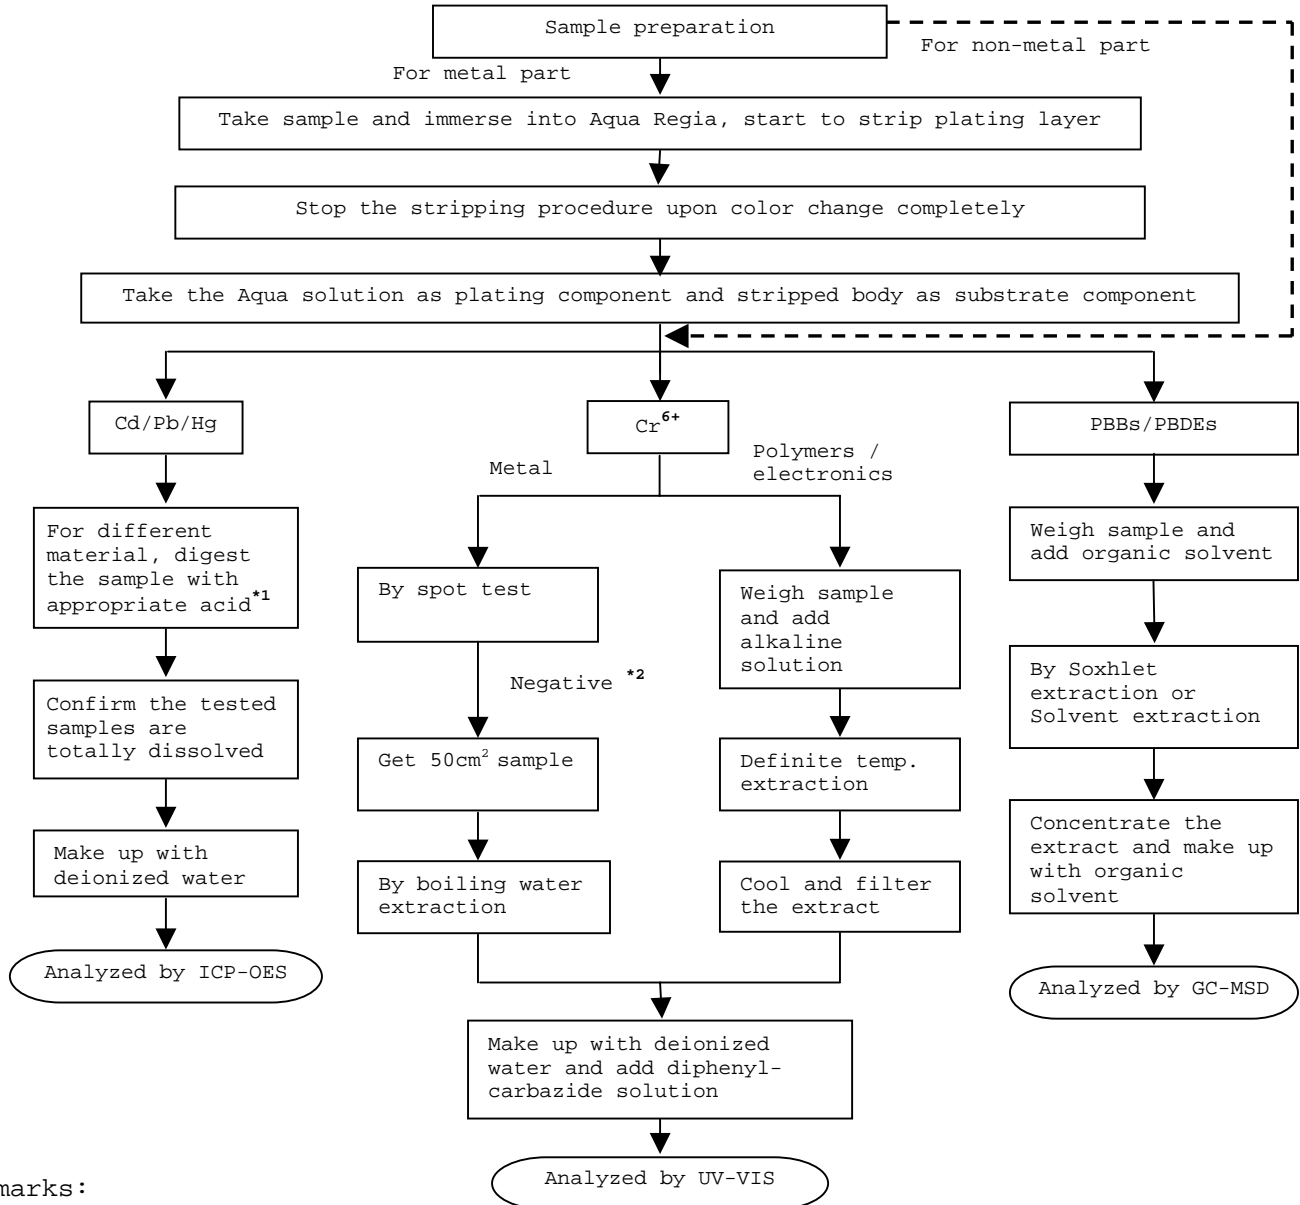 Sample preparation
For non-metal part
For metal part
Take sample and immerse into Aqua Regia, start to strip plating layer
Stop the stripping procedure upon color change completely
Take the Aqua solution as plating component and stripped body as substrate component
Cd/Pb/Hg
Cr6+
PBBs/PBDEs
Metal
Polymers /
electronics
For different
material, digest
the sample with
appropriate acid*1
Confirm the tested
samples are
totally dissolved
Make up with
deionized water
Analyzed by ICP-OES
By spot test
Negative *2
Get 50cm2 sample
By boiling water
extraction
Weigh sample
and add
alkaline
solution
Definite temp.
extraction
Cool and filter
the extract
Make up with deionized
water and add diphenyl-
carbazide solution
Analyzed by UV-VIS
Weigh sample and
add organic solvent
By Soxhlet
extraction or
Solvent extraction
Concentrate the
extract and make up
with organic
solvent
Analyzed by GC-MSD
marks: